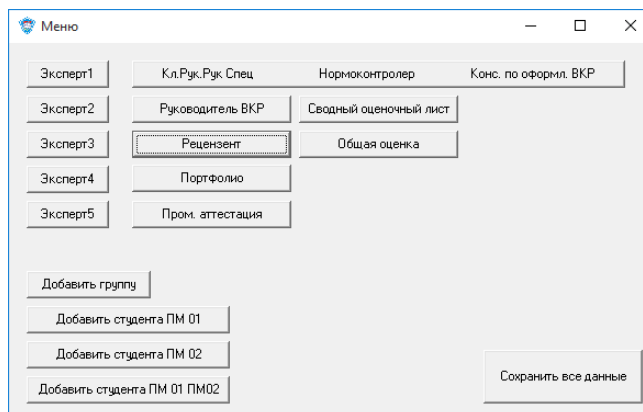 Меню
Эксперт1 Кл.Рук.Рук Спец Нормоконтролер Конс. по оформл. ВКР
Эксперт2 Руководитель ВКР Сводный оценочный лист
Эксперт3 Рецензент Общая оценка
Эксперт4 Портфолио
Эксперт5 Пром. аттестация
Добавить группу
Добавить студента ПМ 01
Добавить студента ПМ 02
Добавить студента ПМ 01 ПМ02
Сохранить все данные